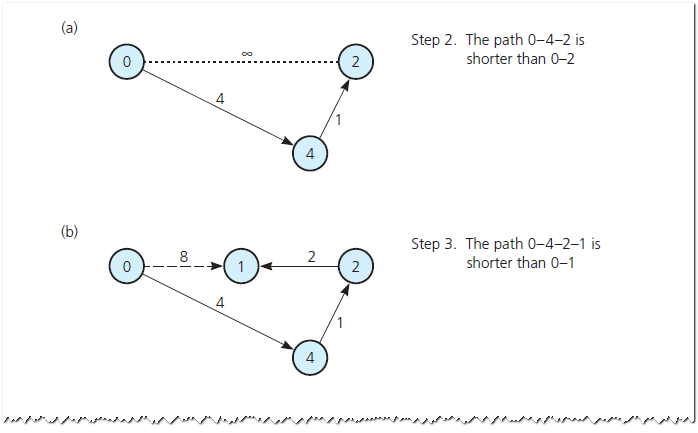 (a)
0
∞
2
4
1
4
Step 2. The path 0–4–2 is
shorter than 0–2
(b)
0
8
1
2
2
4
1
4
Step 3. The path 0–4–2–1 is
shorter than 0–1